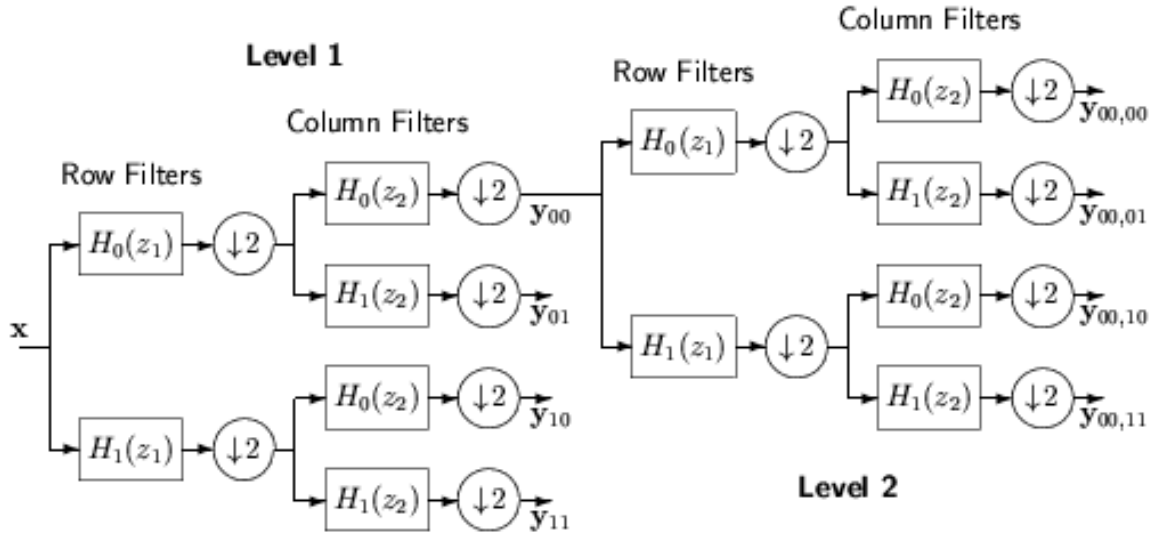 Column Filters
Level 1
Row Filters
H₀(z₂) ↓2
y₀₀,₀₀
Column Filters
H₀(z₁) ↓2
Row Filters
H₀(z₂) ↓2
y₀₀
H₁(z₂) ↓2
y₀₀,₀₁
H₀(z₁) ↓2
H₁(z₂) ↓2
y₀₁
H₀(z₂) ↓2
y₀₀,₁₀
x
H₁(z₁) ↓2
H₀(z₂) ↓2
y₁₀
H₁(z₂) ↓2
y₀₀,₁₁
H₁(z₁) ↓2
H₁(z₂) ↓2
y₁₁
Level 2